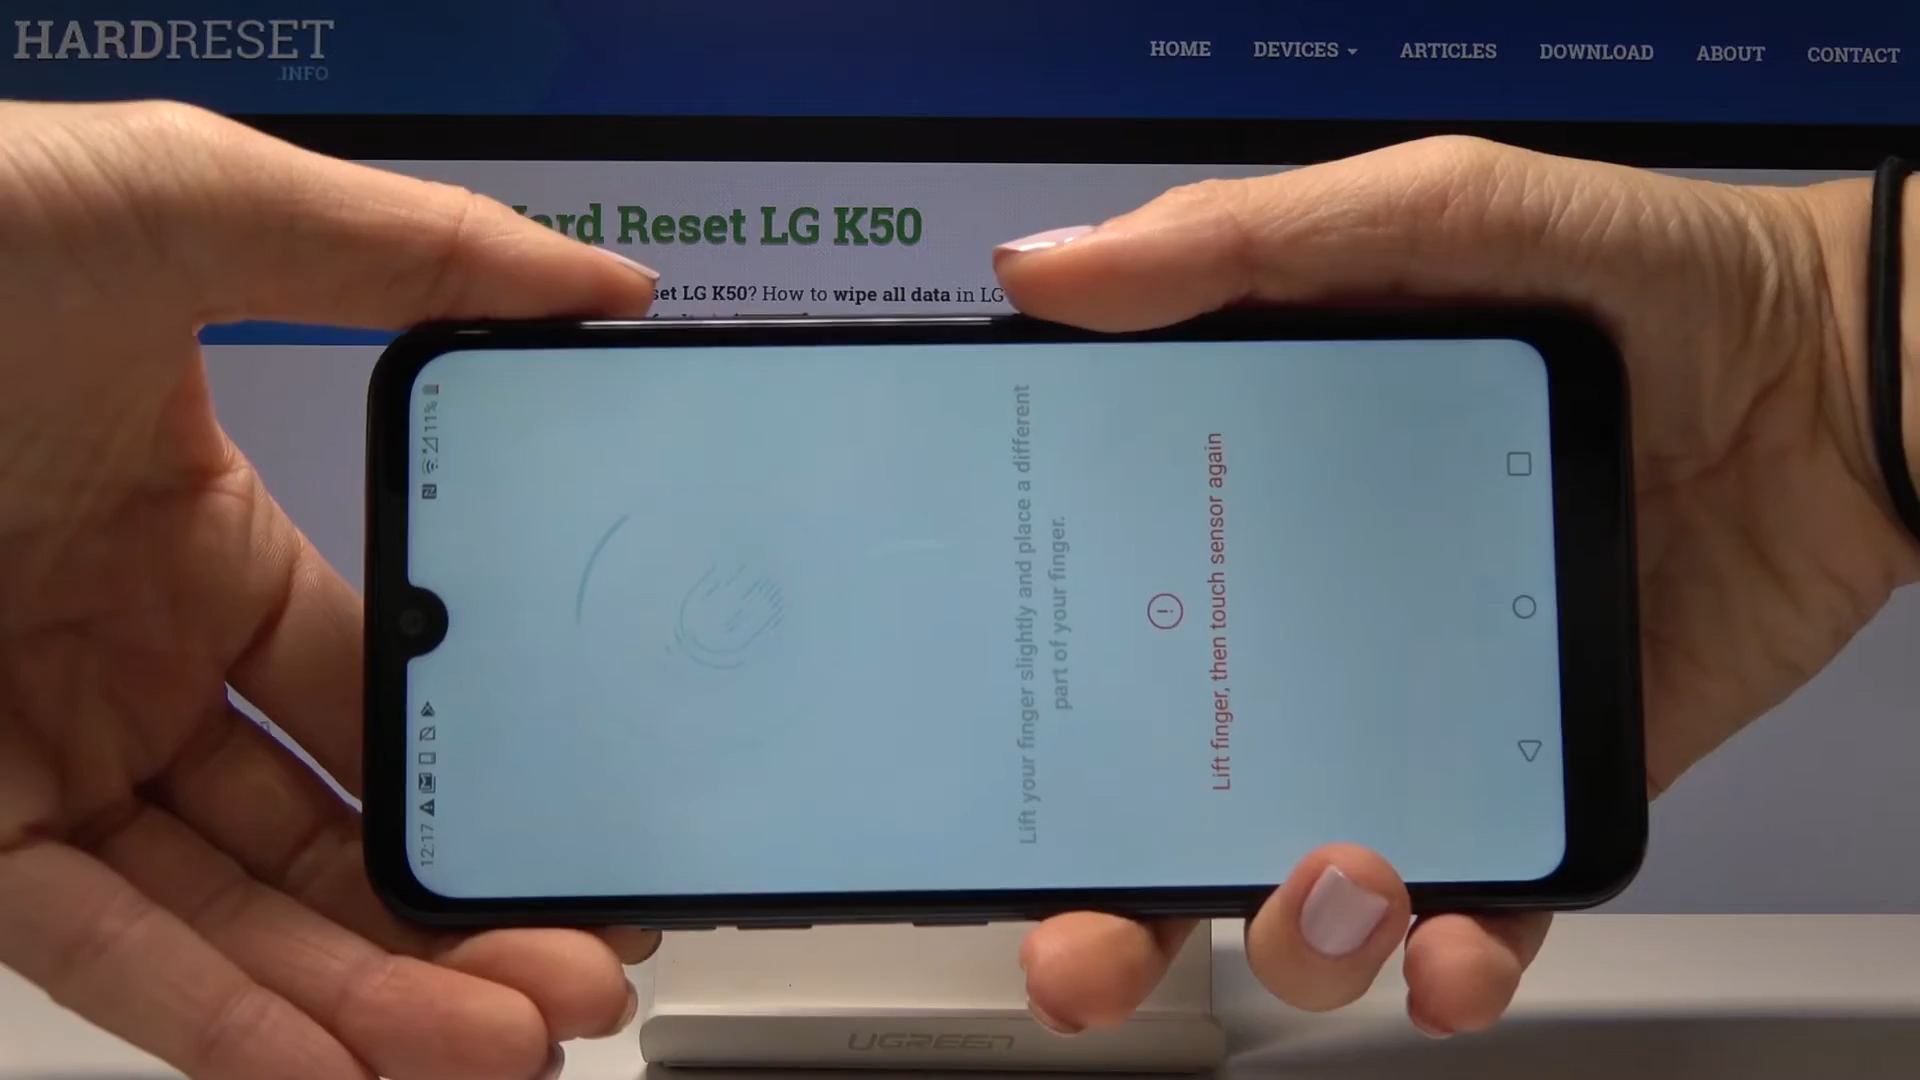 HARDRESET
.INFO
HOME DEVICES ARTICLES DOWNLOAD ABOUT CONTACT
Reset LG K50
LG K50? How to wipe all data in LG
12:17
11%
Lift your finger slightly and place a different
part of your finger.
Lift finger, then touch sensor again
UGREEN